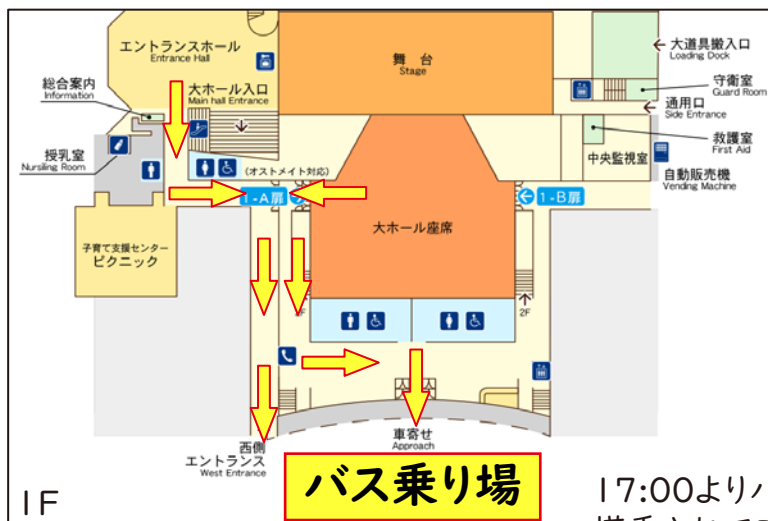 エントランスホール
Entrance Hall
舞台
Stage
大道具搬入口
Loading Dock
総合案内
Information
大ホール入口
Main hall Entrance
守衛室
Guard Room
通用口
Side Entrance
授乳室
Nursiling Room
救護室
First Aid
中央監視室
(オストメイト対応)
自動販売機
Vending Machine
1-A扉
1-B扉
大ホール座席
子育て支援センター
ピクニック
2F
車寄せ
Approach
西側
エントランス
West Entrance
バス乗り場
1F
17:00より